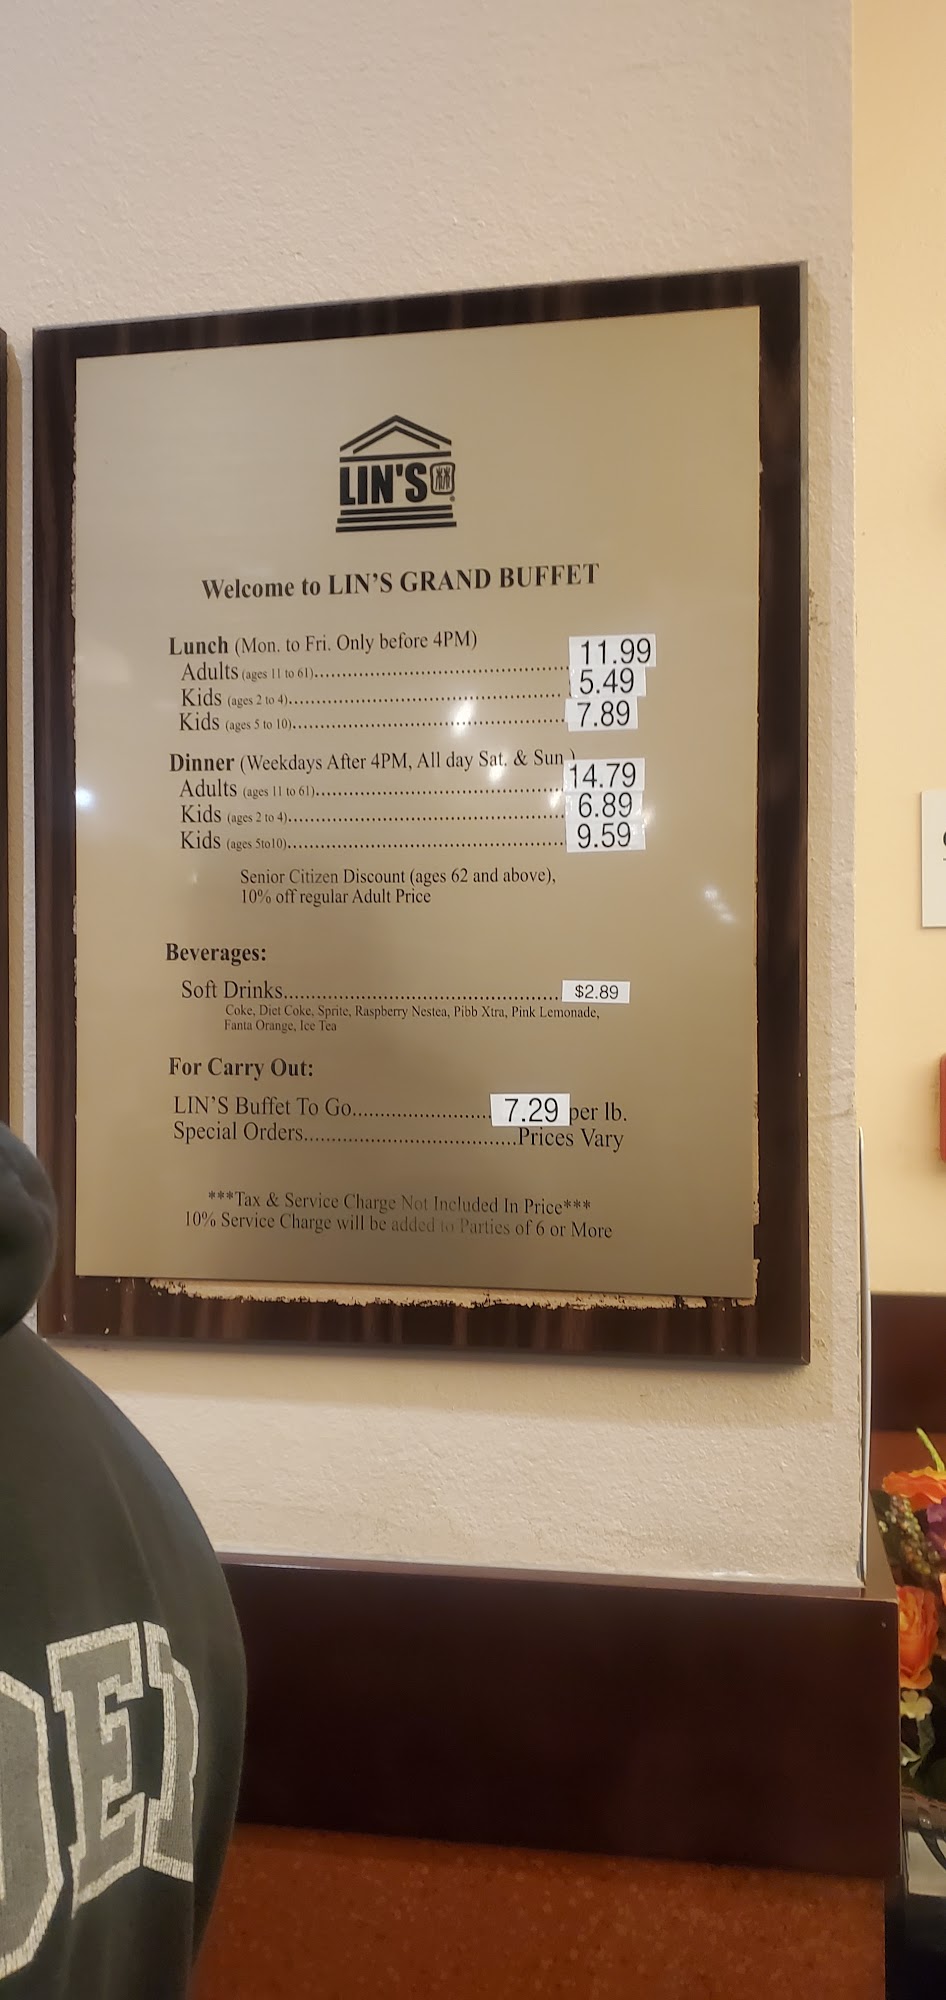 LIN'S
Welcome to LIN'S GRAND BUFFET
Lunch (Mon. to Fri. Only before 4PM)
Adults (ages 11 to 61)........................................ 11.99
Kids (ages 2 to 4)........................................ 5.49
Kids (ages 5 to 10)........................................ 7.89
Dinner (Weekdays After 4PM, All day Sat. & Sun.)
Adults (ages 11 to 61)........................................ 14.79
Kids (ages 2 to 4)........................................ 6.89
Kids (ages 5to10)........................................ 9.59
Senior Citizen Discount (ages 62 and above),
10% off regular Adult Price
Beverages:
Soft Drinks........................................ $2.89
Coke, Diet Coke, Sprite, Raspberry Nestea, Pibb Xtra, Pink Lemonade,
Fanta Orange, Ice Tea
For Carry Out:
LIN'S Buffet To Go........................ 7.29 per lb.
Special Orders....................................Prices Vary
***Tax & Service Charge Not Included In Price***
10% Service Charge will be added to Parties of 6 or More